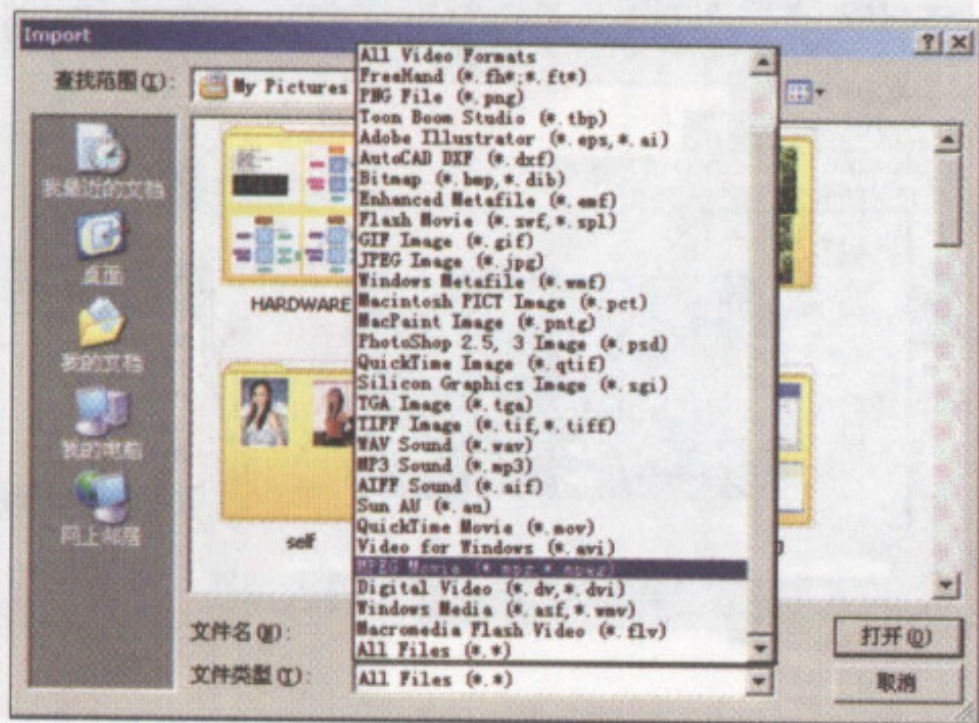 Import
查找范围(I):
My Pictures
All Video Formats
FreeHand (*.fh*;*.ft*)
PNG File (*.png)
Toon Boom Studio (*.tbp)
Adobe Illustrator (*.eps,*.ai)
AutoCAD DXF (*.dxf)
Bitmap (*.bmp,*.dib)
Enhanced Metafile (*.emf)
Flash Movie (*.swf,*.spl)
GIF Image (*.gif)
JPEG Image (*.jpg)
Windows Metafile (*.wmf)
Macintosh PICT Image (*.pct)
MacPaint Image (*.pntg)
PhotoShop 2.5, 3 Image (*.psd)
QuickTime Image (*.qtif)
Silicon Graphics Image (*.sgi)
TGA Image (*.tga)
TIFF Image (*.tif,*.tiff)
WAV Sound (*.wav)
MP3 Sound (*.mp3)
AIFF Sound (*.aif)
Sun AU (*.au)
QuickTime Movie (*.mov)
Video for Windows (*.avi)
MPEG Movie (*.mpg,*.mpeg)
Digital Video (*.dv,*.dvi)
Windows Media (*.asf,*.wmv)
Macromedia Flash Video (*.flv)
All Files (*.*)
我最近的文档
桌面
我的文档
我的电脑
网上邻居
HARDWARE
self
文件名(N):
文件类型(T):
All Files (*.*)
打开(O)
取消